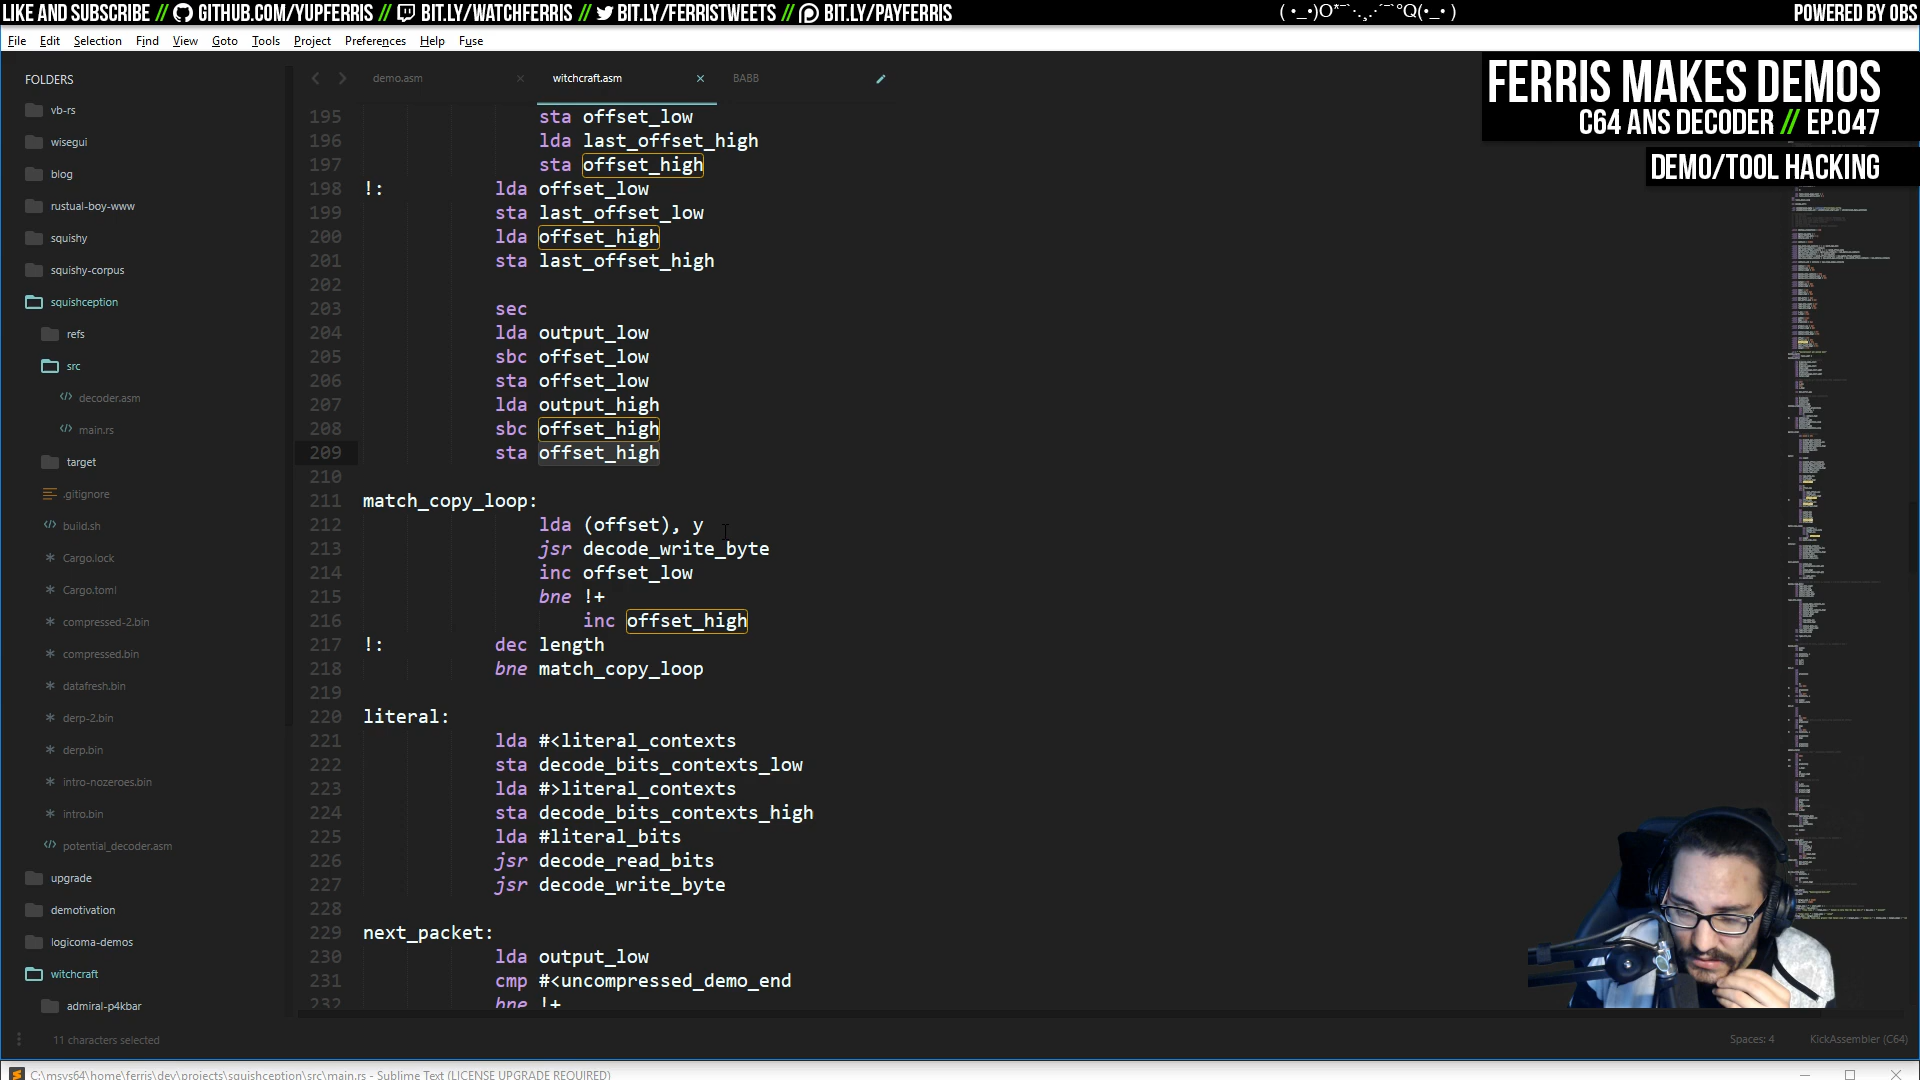 LIKE AND SUBSCRIBE // GITHUB.COM/YUPFERRIS // BIT.LY/WATCHFERRIS // BIT.LY/FERRISTWEETS // BIT.LY/PAYFERRIS
POWERED BY OBS
File Edit Selection Find View Goto Tools Project Preferences Help Fuse
FERRIS MAKES DEMOS
C64 ANS DECODER // EP.047
DEMO/TOOL HACKING
FOLDERS
vb-rs
wisegui
blog
rustual-boy-www
squishy
squishy-corpus
squishception
refs
src
decoder.asm
main.rs
target
.gitignore
build.sh
Cargo.lock
Cargo.toml
compressed-2.bin
compressed.bin
datafresh.bin
derp-2.bin
derp.bin
intro-nozeroes.bin
intro.bin
potential_decoder.asm
upgrade
demotivation
logicoma-demos
witchcraft
admiral-p4kbar
demo.asm witchcraft.asm BABB
195 sta offset_low
196 lda last_offset_high
197 sta offset_high
198 !: lda offset_low
199 sta last_offset_low
200 lda offset_high
201 sta last_offset_high
202
203 sec
204 lda output_low
205 sbc offset_low
206 sta offset_low
207 lda output_high
208 sbc offset_high
209 sta offset_high
210
211 match_copy_loop:
212 lda (offset), y
213 jsr decode_write_byte
214 inc offset_low
215 bne !+
216 inc offset_high
217 !: dec length
218 bne match_copy_loop
219
220 literal:
221 lda #<literal_contexts
222 sta decode_bits_contexts_low
223 lda #>literal_contexts
224 sta decode_bits_contexts_high
225 lda #literal_bits
226 jsr decode_read_bits
227 jsr decode_write_byte
228
229 next_packet:
230 lda output_low
231 cmp #<uncompressed_demo_end
232 bne !+
11 characters selected
Spaces: 4 KickAssembler (C64)
C:\msys64\home\ferris\dev\projects\squishception\src\main.rs - Sublime Text (LICENSE UPGRADE REQUIRED)